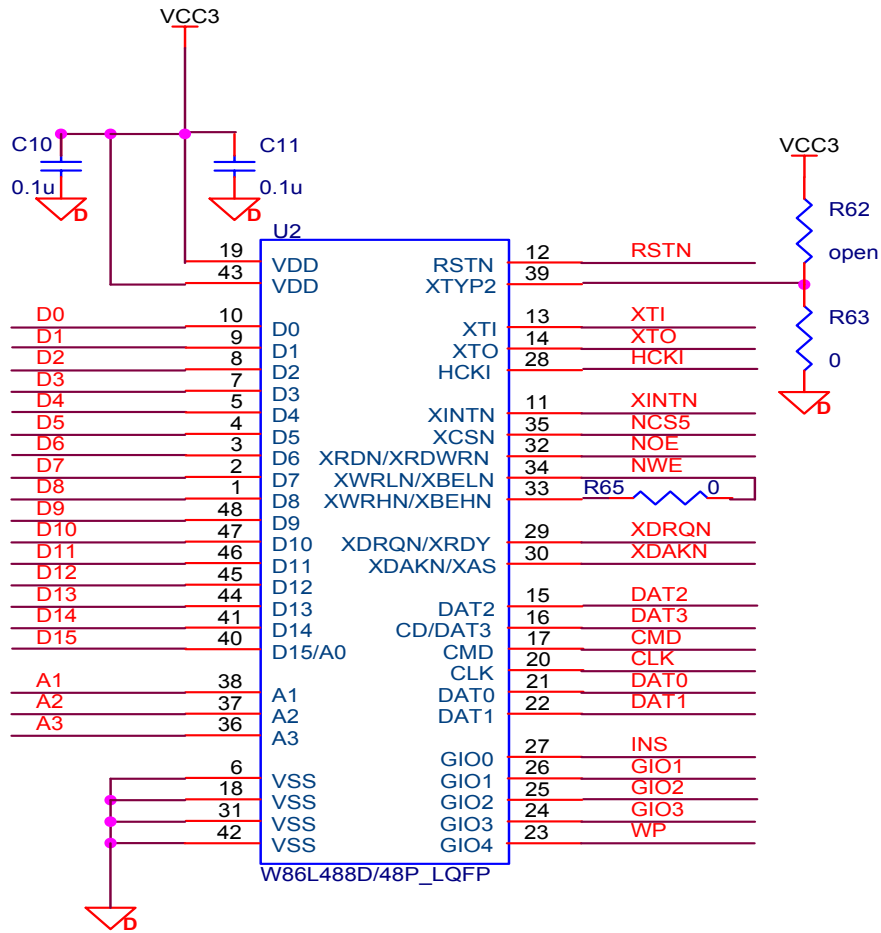 VCC3
C10
C11
VCC3
0.1u
0.1u
D
D
R62
U2
open
19 VDD RSTN 12 RSTN
43 VDD XTYP2 39
D0 10 D0 XTI 13 XTI
R63
D1 9 D1 XTO 14 XTO
D2 8 D2 HCKI 28 HCKI
0
D3 7 D3
D
D4 5 D4 XINTN 11 XINTN
D5 4 D5 XCSN 35 NCS5
D6 3 D6 XRDN/XRDWRN 32 NOE
D7 2 D7 XWRLN/XBELN 34 NWE
D8 1 D8 XWRHN/XBEHN 33 R65 0
D9 48 D9
D10 47 D10 XDRQN/XRDY 29 XDRQN
D11 46 D11 XDAKN/XAS 30 XDAKN
D12 45 D12
D13 44 D13 DAT2 15 DAT2
D14 41 D14 CD/DAT3 16 DAT3
D15 40 D15/A0 CMD 17 CMD
CLK 20 CLK
A1 38 A1 DAT0 21 DAT0
A2 37 A2 DAT1 22 DAT1
A3 36 A3
GIO0 27 INS
6 VSS GIO1 26 GIO1
18 VSS GIO2 25 GIO2
31 VSS GIO3 24 GIO3
42 VSS GIO4 23 WP
W86L488D/48P_LQFP
D